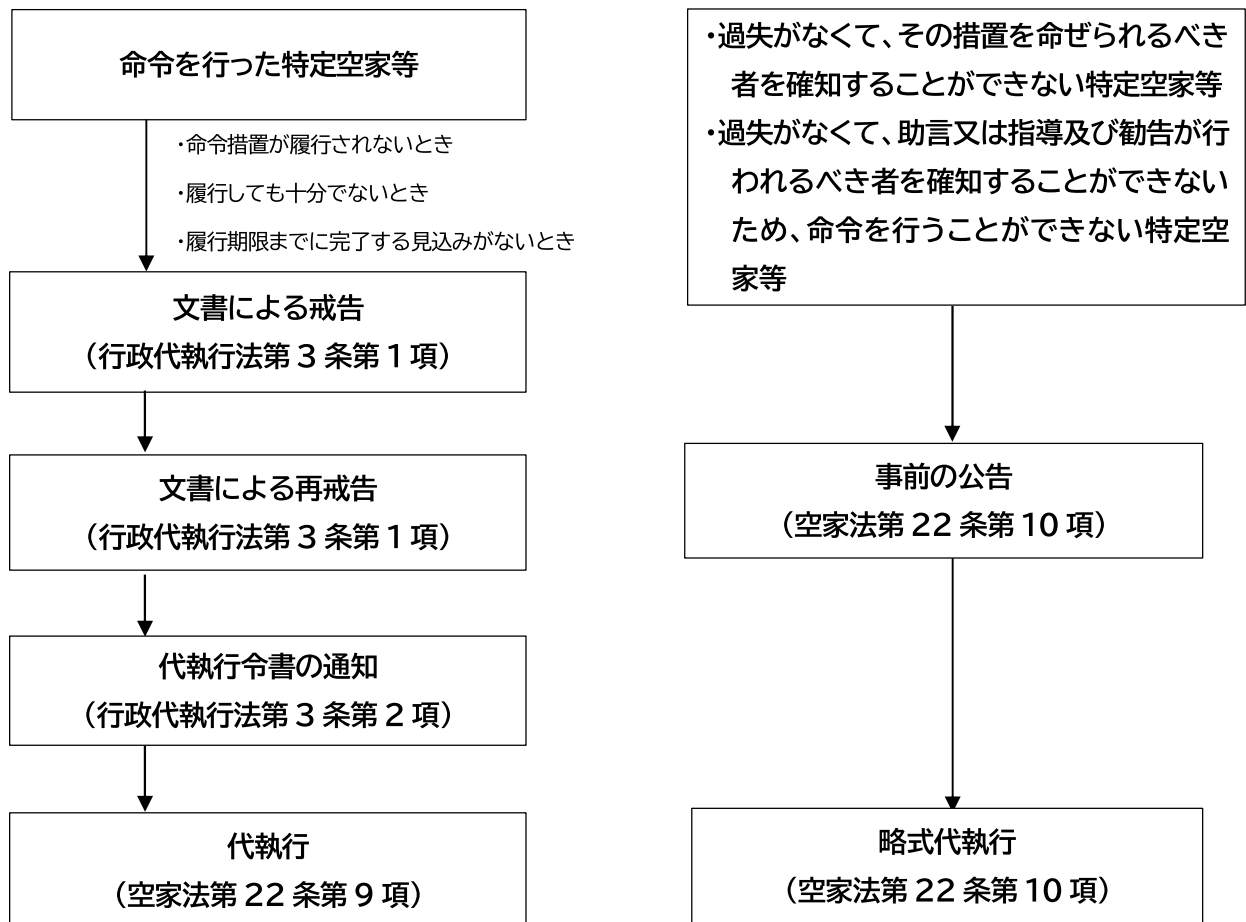 命令を行った特定空家等
・命令措置が履行されないとき
・履行しても十分でないとき
・履行期限までに完了する見込みがないとき
文書による戒告
（行政代執行法第3条第1項）
文書による再戒告
（行政代執行法第3条第1項）
代執行令書の通知
（行政代執行法第3条第2項）
代執行
（空家法第22条第9項）
・過失がなくて、その措置を命ぜられるべき
者を確知することができない特定空家等
・過失がなくて、助言又は指導及び勧告が行
われるべき者を確知することができない
ため、命令を行うことができない特定空
家等
事前の公告
（空家法第22条第10項）
略式代執行
（空家法第22条第10項）